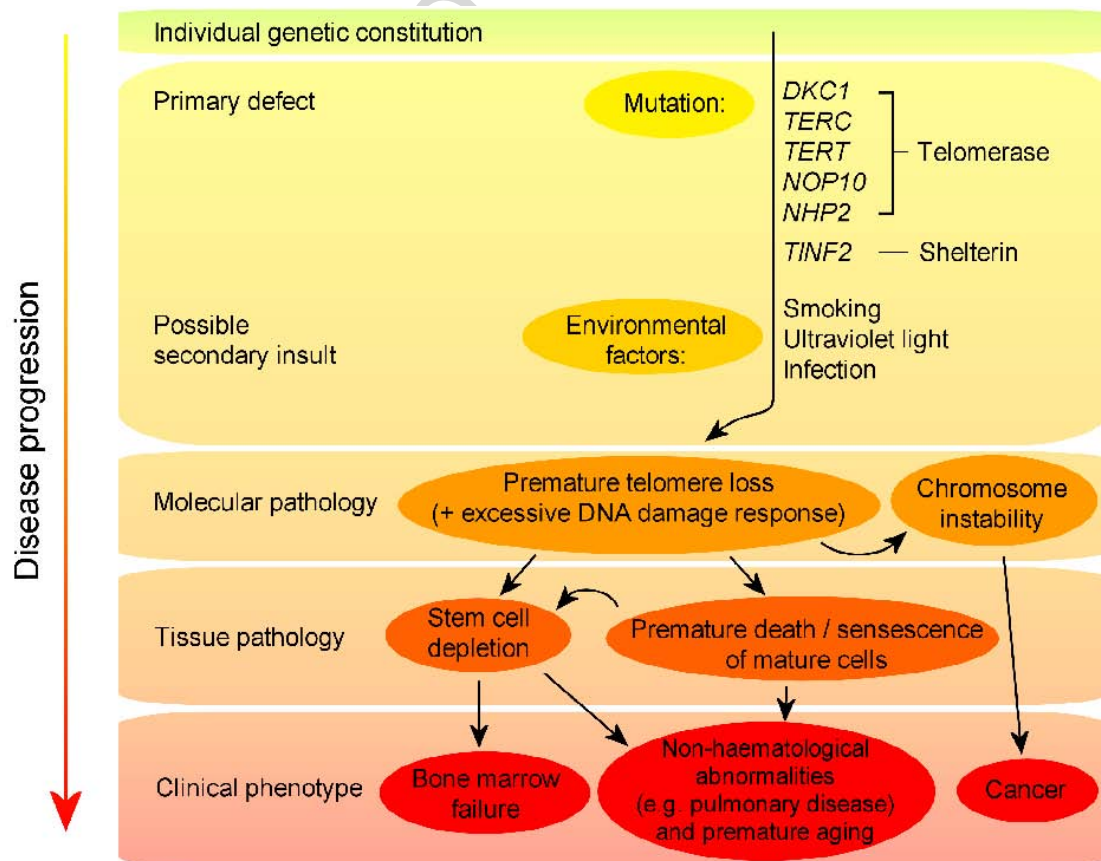 Disease progression
Individual genetic constitution
Primary defect
Mutation:
DKC1
TERC
TERT
NOP10
NHP2
Telomerase
TINF2
Shelterin
Possible
secondary insult
Environmental
factors:
Smoking
Ultraviolet light
Infection
Molecular pathology
Premature telomere loss
(+ excessive DNA damage response)
Chromosome
instability
Tissue pathology
Stem cell
depletion
Premature death / sensescence
of mature cells
Clinical phenotype
Bone marrow
failure
Non-haematological
abnormalities
(e.g. pulmonary disease)
and premature aging
Cancer